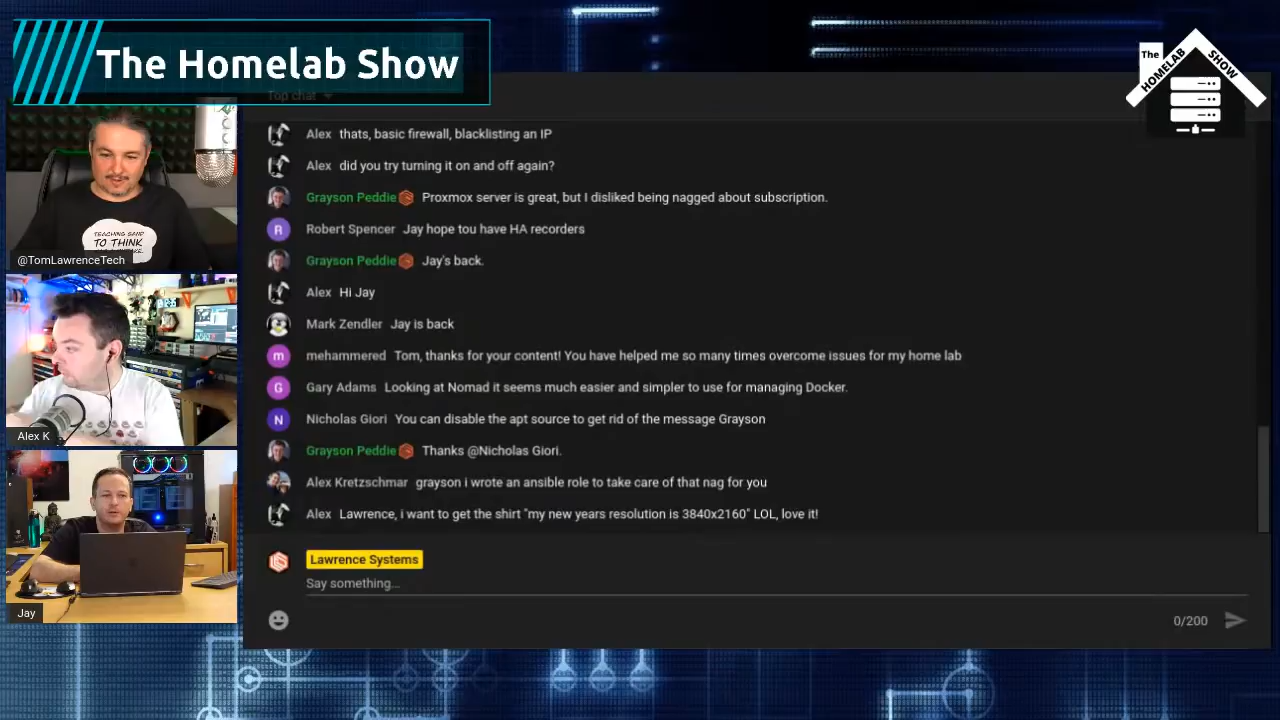 The Homelab Show
The
HOMELAB
SHOW
Top chat
Alex thats, basic firewall, blacklisting an IP
Alex did you try turning it on and off again?
Grayson Peddie Proxmox server is great, but I disliked being nagged about subscription.
R Robert Spencer Jay hope tou have HA recorders
Grayson Peddie Jay's back.
Alex Hi Jay
Mark Zendler Jay is back
m mehammered Tom, thanks for your content! You have helped me so many times overcome issues for my home lab
G Gary Adams Looking at Nomad it seems much easier and simpler to use for managing Docker.
N Nicholas Giori You can disable the apt source to get rid of the message Grayson
Grayson Peddie Thanks @Nicholas Giori.
Alex Kretzschmar grayson i wrote an ansible role to take care of that nag for you
Alex Lawrence, i want to get the shirt "my new years resolution is 3840x2160" LOL, love it!
Lawrence Systems
Say something...
0/200
TEACHING SAND
TO THINK
@TomLawrenceTech
Alex K
Jay